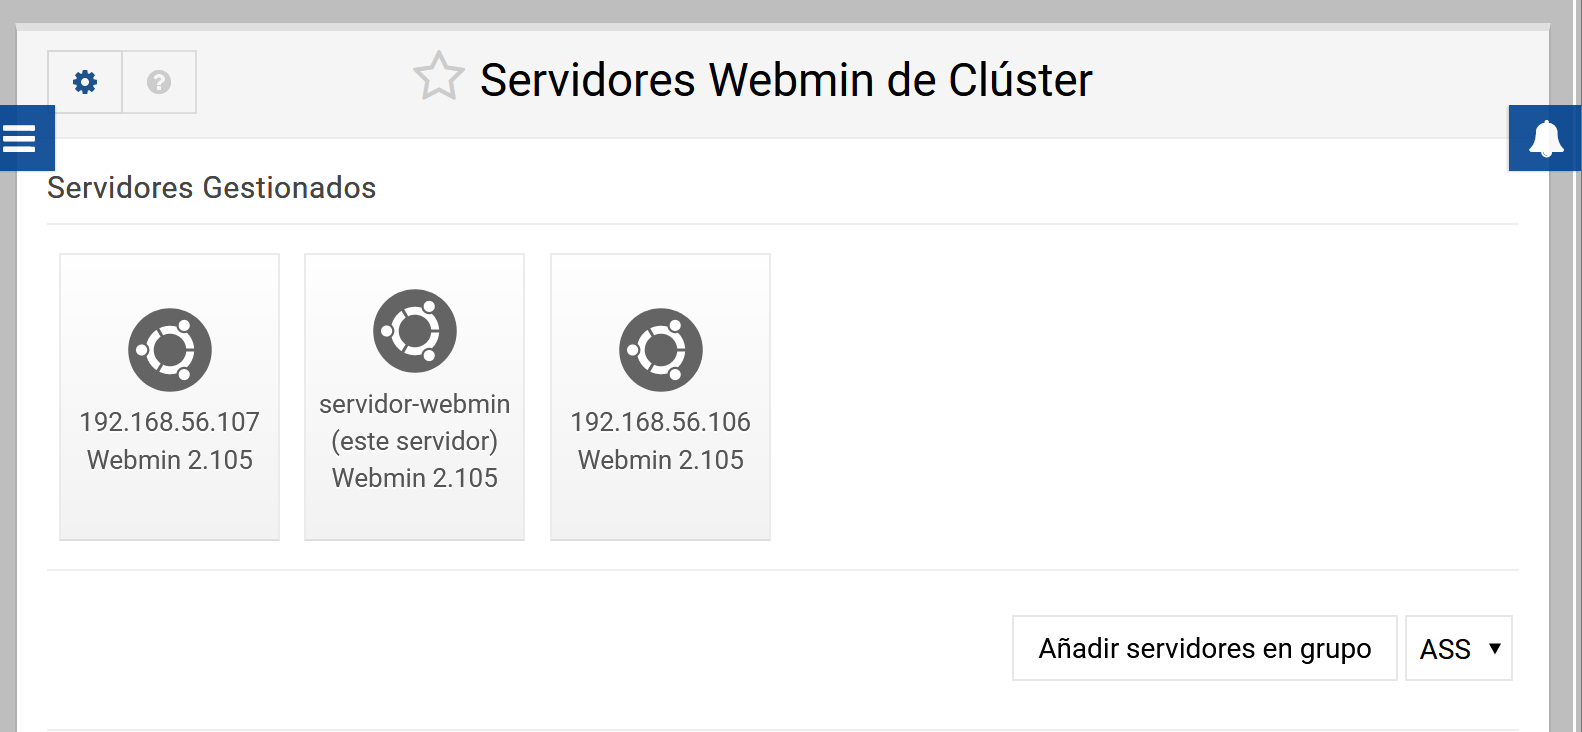 Servidores Webmin de Clúster
Servidores Gestionados
192.168.56.107
Webmin 2.105
servidor-webmin
(este servidor)
Webmin 2.105
192.168.56.106
Webmin 2.105
Añadir servidores en grupo
ASS